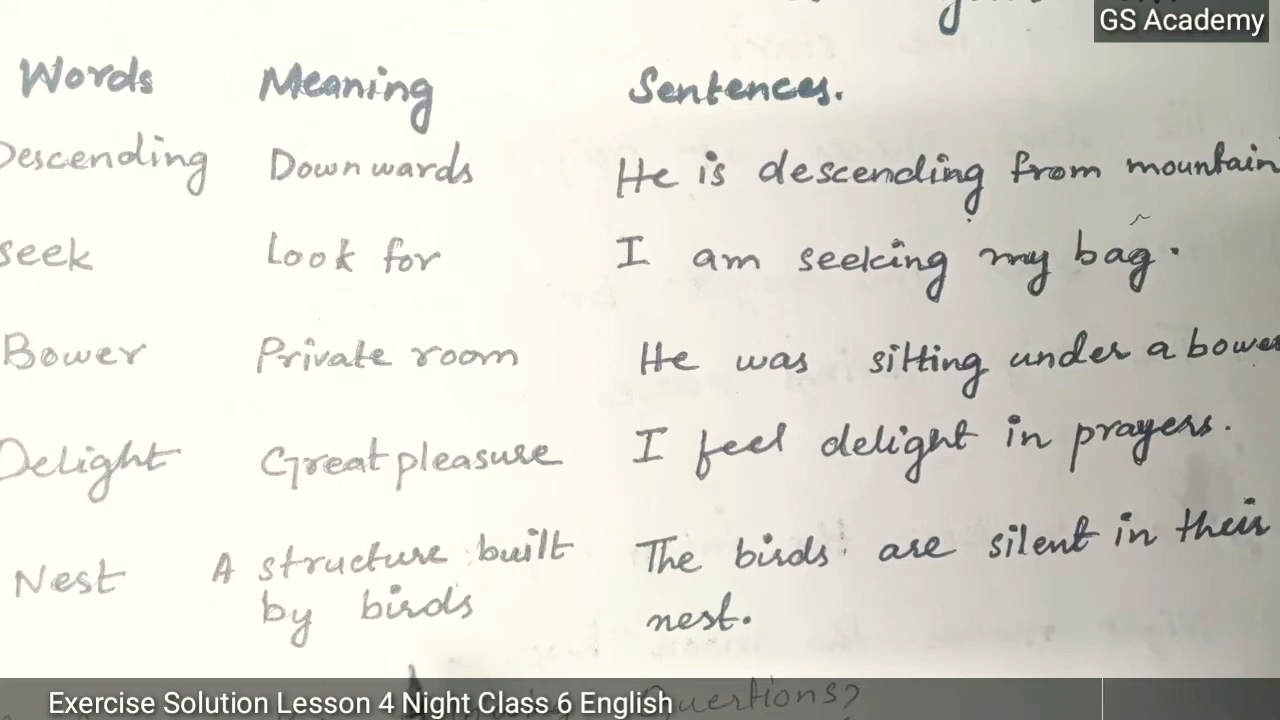 GS Academy
Words Meaning Sentences.
Descending Downwards He is descending from mountain
Seek Look for I am seeking my bag.
Bower Private room He was sitting under a bower
Delight Great pleasure I feel delight in prayers.
Nest A structure built by birds The birds are silent in their nest.
Exercise Solution Lesson 4 Night Class 6 English
Questions?